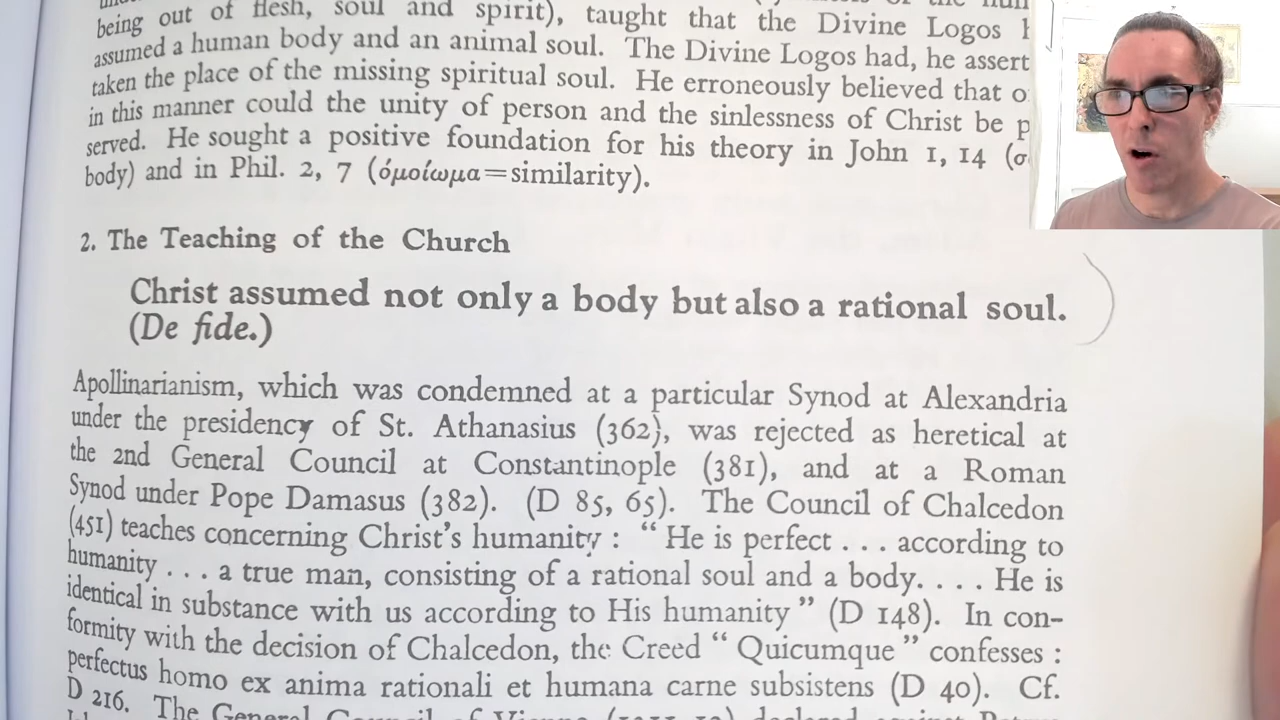 being out of flesh, soul and spirit), taught that the Divine Logos
assumed a human body and an animal soul. The Divine Logos had, he assert
taken the place of the missing spiritual soul. He erroneously believed that o
in this manner could the unity of person and the sinlessness of Christ be p
served. He sought a positive foundation for his theory in John 1, 14 (σ
body) and in Phil. 2, 7 (ὁμοίωμα=similarity).
2. The Teaching of the Church
Christ assumed not only a body but also a rational soul.
(De fide.)
Apollinarianism, which was condemned at a particular Synod at Alexandria
under the presidency of St. Athanasius (362), was rejected as heretical at
the 2nd General Council at Constantinople (381), and at a Roman
Synod under Pope Damasus (382). (D 85, 65). The Council of Chalcedon
(451) teaches concerning Christ's humanity : “ He is perfect . . . according to
humanity . . . a true man, consisting of a rational soul and a body. . . . He is
identical in substance with us according to His humanity ” (D 148). In con-
formity with the decision of Chalcedon, the Creed “ Quicumque ” confesses :
perfectus homo ex anima rationali et humana carne subsistens (D 40). Cf.
D 216. The General Council of Vienne declared against